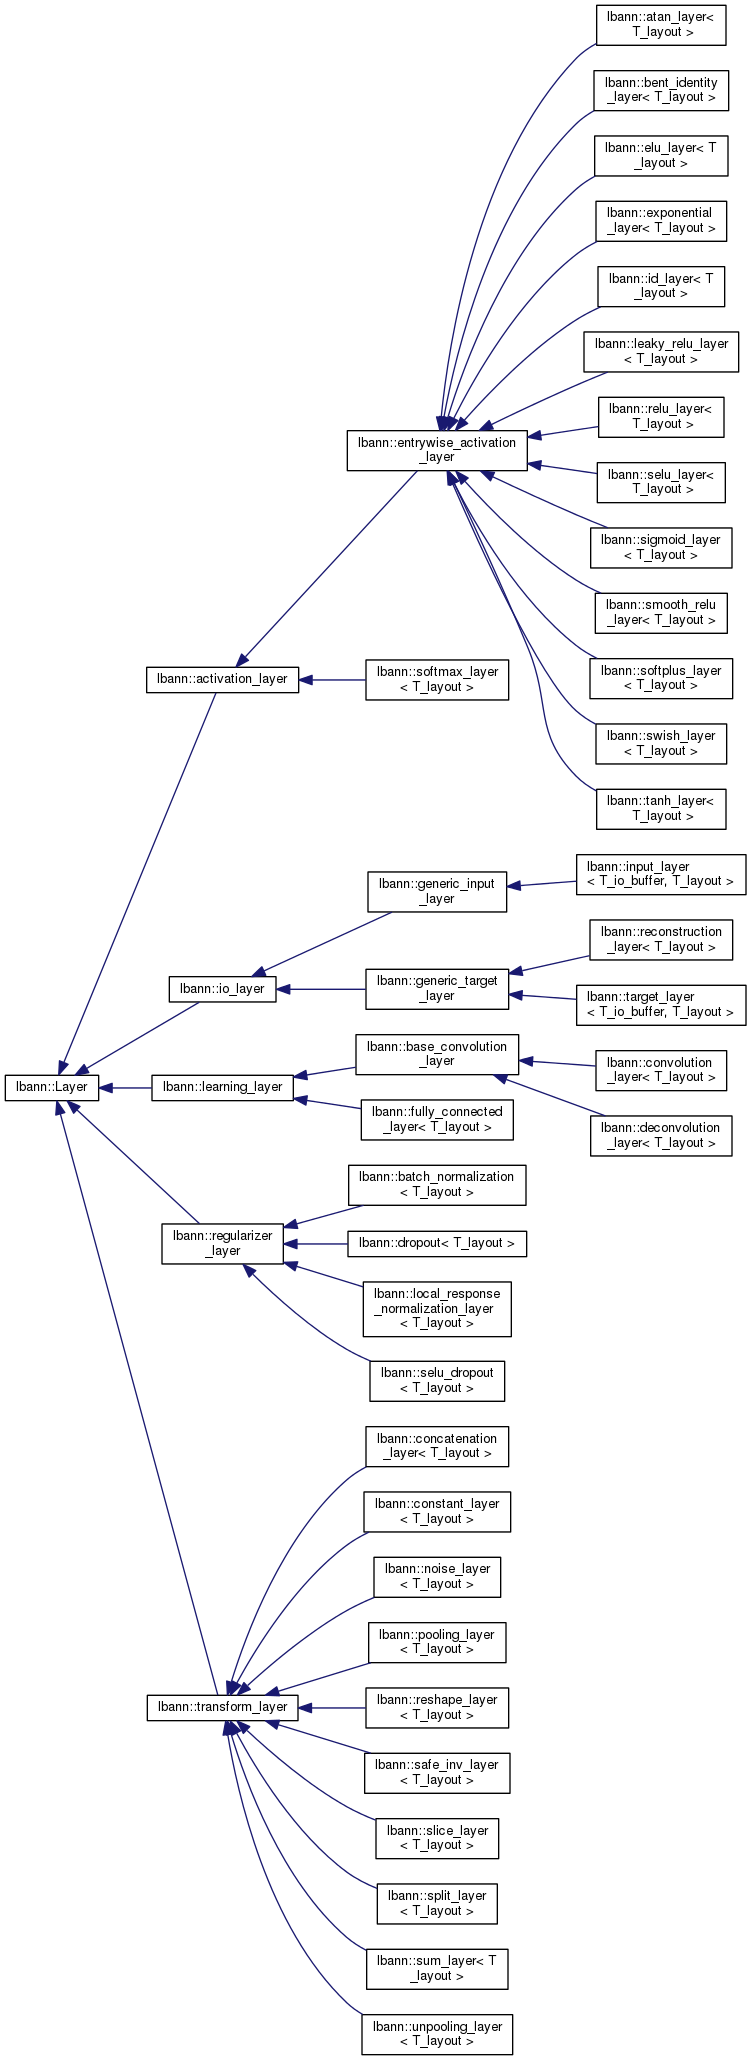 lbann::atan_layer<
T_layout >
lbann::bent_identity
_layer< T_layout >
lbann::elu_layer< T
_layout >
lbann::exponential
_layer< T_layout >
lbann::id_layer< T
_layout >
lbann::leaky_relu_layer
< T_layout >
lbann::relu_layer<
T_layout >
lbann::entrywise_activation
_layer
lbann::selu_layer<
T_layout >
lbann::sigmoid_layer
< T_layout >
lbann::smooth_relu
_layer< T_layout >
lbann::activation_layer
lbann::softmax_layer
< T_layout >
lbann::softplus_layer
< T_layout >
lbann::swish_layer
< T_layout >
lbann::tanh_layer<
T_layout >
lbann::generic_input
_layer
lbann::input_layer
< T_io_buffer, T_layout >
lbann::reconstruction
_layer< T_layout >
lbann::io_layer
lbann::generic_target
_layer
lbann::target_layer
< T_io_buffer, T_layout >
lbann::base_convolution
_layer
lbann::Layer
lbann::learning_layer
lbann::convolution
_layer< T_layout >
lbann::fully_connected
_layer< T_layout >
lbann::deconvolution
_layer< T_layout >
lbann::batch_normalization
< T_layout >
lbann::regularizer
_layer
lbann::dropout< T_layout >
lbann::local_response
_normalization_layer
< T_layout >
lbann::selu_dropout
< T_layout >
lbann::concatenation
_layer< T_layout >
lbann::constant_layer
< T_layout >
lbann::noise_layer
< T_layout >
lbann::pooling_layer
< T_layout >
lbann::transform_layer
lbann::reshape_layer
< T_layout >
lbann::safe_inv_layer
< T_layout >
lbann::slice_layer
< T_layout >
lbann::split_layer
< T_layout >
lbann::sum_layer< T
_layout >
lbann::unpooling_layer
< T_layout >